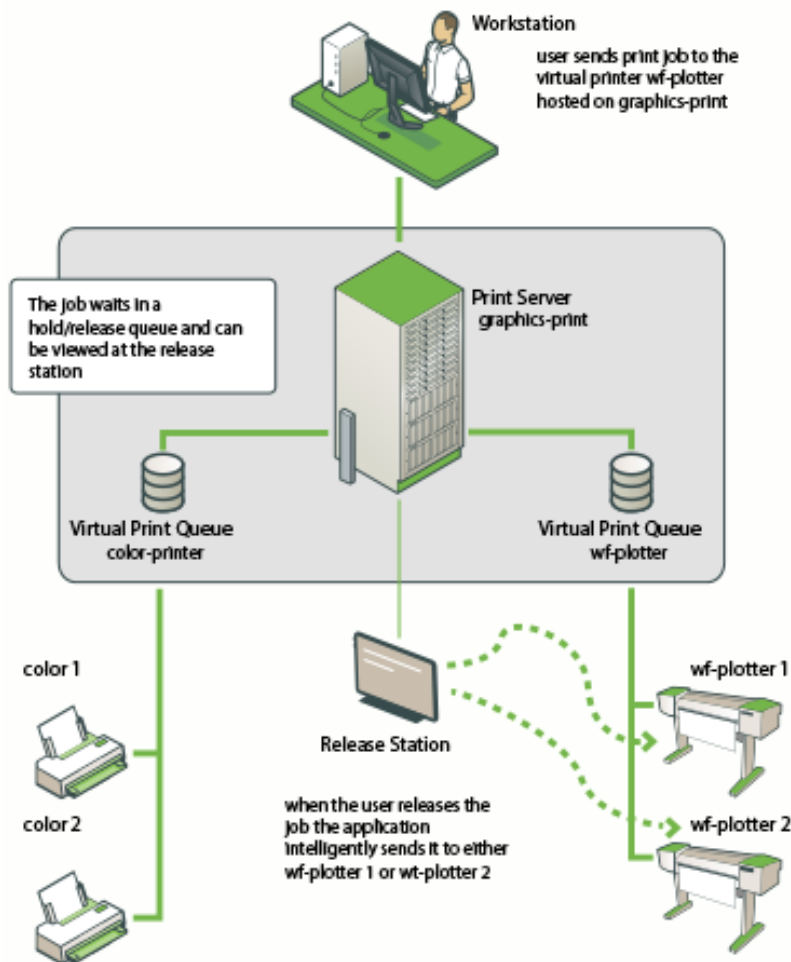 Workstation
user sends print job to the
virtual printer wf-plotter
hosted on graphics-print
The job waits in a
hold/release queue and can
be viewed at the release
station
Print Server
graphics-print
Virtual Print Queue
color-printer
Virtual Print Queue
wf-plotter
color 1
color 2
Release Station
when the user releases the
job the application
intelligently sends it to either
wf-plotter 1 or wt-plotter 2
wf-plotter 1
wf-plotter 2